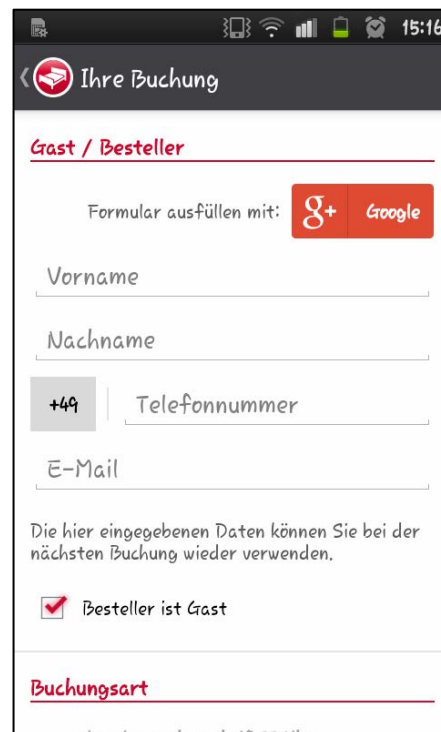 15:16
Ihre Buchung
Gast / Besteller
Formular ausfüllen mit: g+ Google
Vorname
Nachname
+49 Telefonnummer
E-Mail
Die hier eingegebenen Daten können Sie bei der
nächsten Buchung wieder verwenden.
Besteller ist Gast
Buchungsart